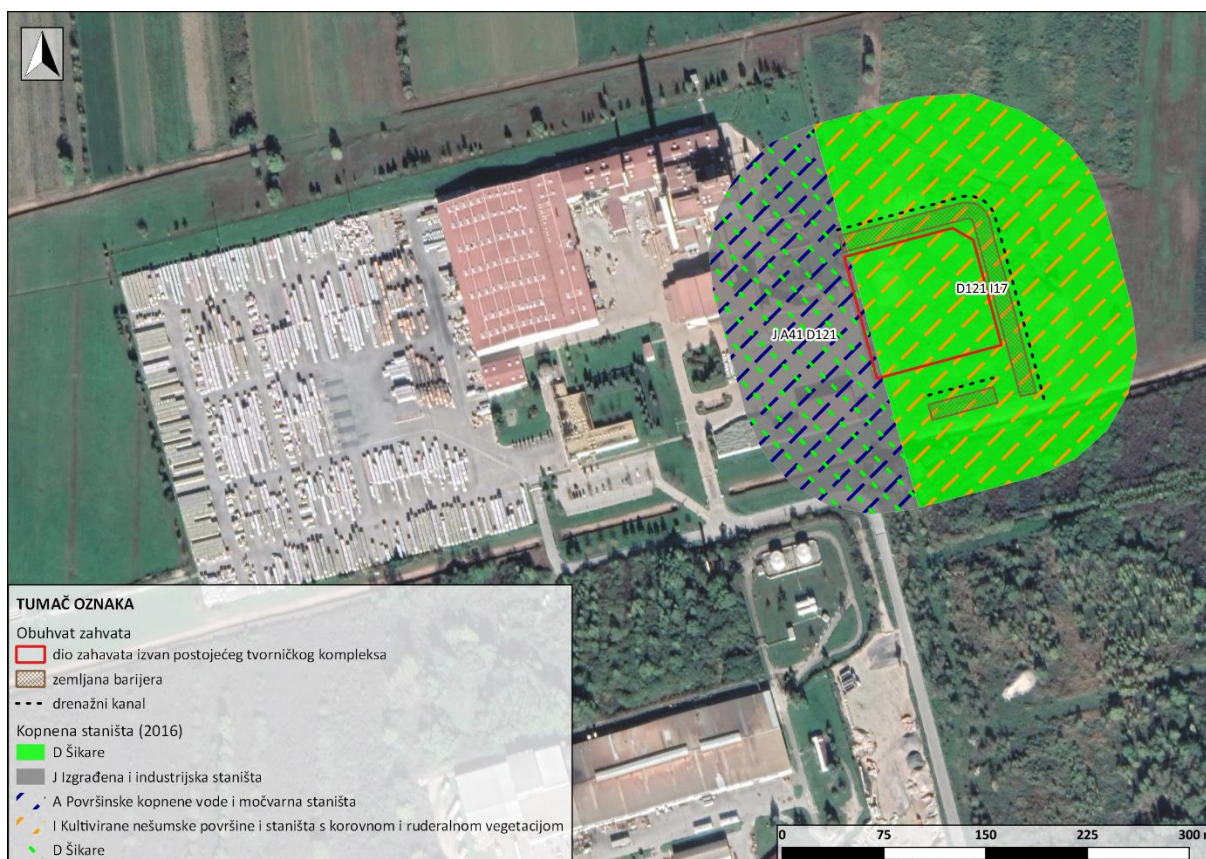 D121 I17
J A41 D121
TUMAČ OZNAKA
Obuhvat zahvata
dio zahavata izvan postojećeg tvorničkog kompleksa
zemljana barijera
drenažni kanal
Kopnena staništa (2016)
D Šikare
J Izgrađena i industrijska staništa
A Površinske kopnene vode i močvarna staništa
I Kultivirane nešumske površine i staništa s korovnom i ruderalnom vegetacijom
D Šikare
0 75 150 225 300 m